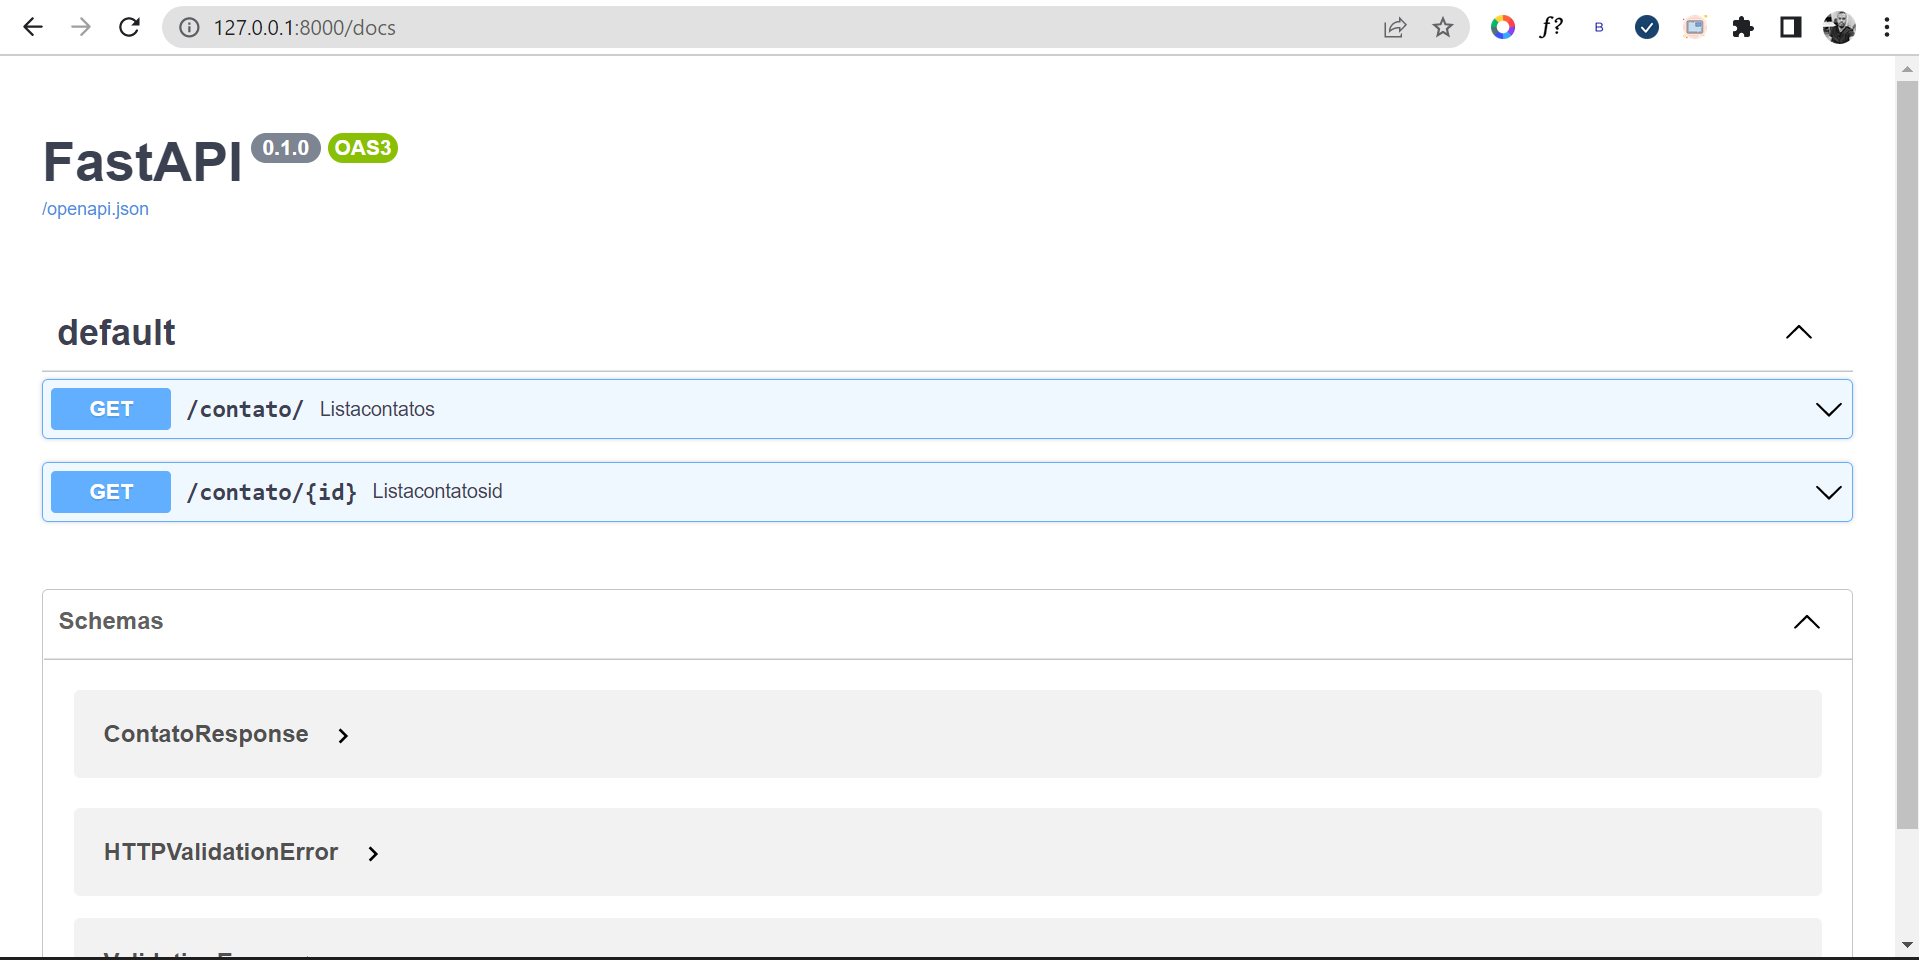 127.0.0.1:8000/docs
f?
B
FastAPI 0.1.0 OAS3
/openapi.json
default
GET /contato/ Listacontatos
GET /contato/{id} Listacontatosid
Schemas
ContatoResponse
HTTPValidationError